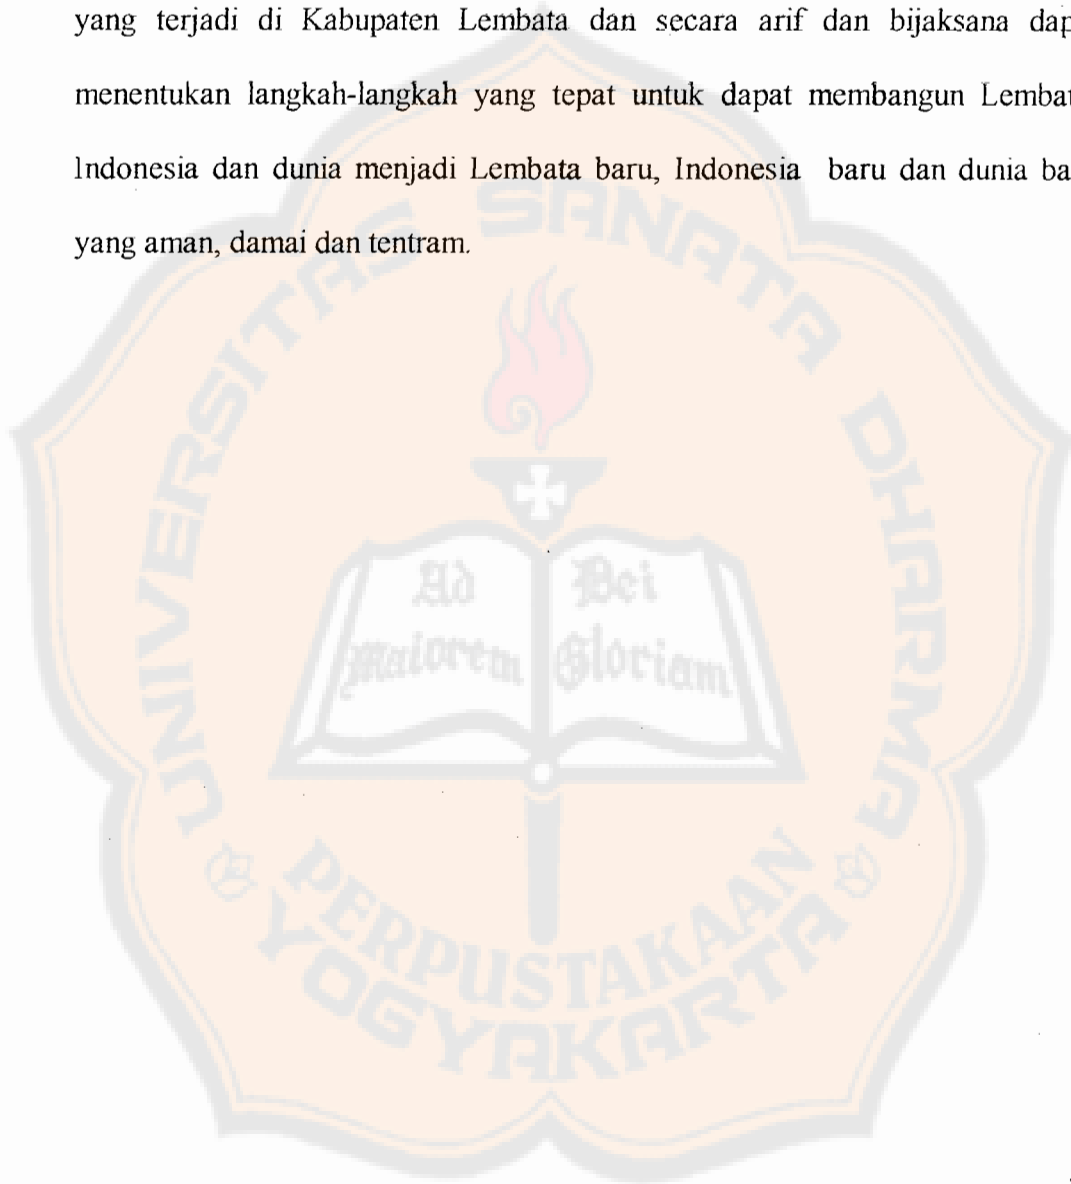 yang terjadi di Kabupaten Lembata dan secara arif dan bijaksana dap
menentukan langkah-langkah yang tepat untuk dapat membangun Lembat
Indonesia dan dunia menjadi Lembata baru, Indonesia baru dan dunia ba
yang aman, damai dan tentram.
UNIVERSITAS SANATA DHARMA
Ad Dei
Maiorem Gloriam
PERPUSTAKAAN
YOGYAKARTA